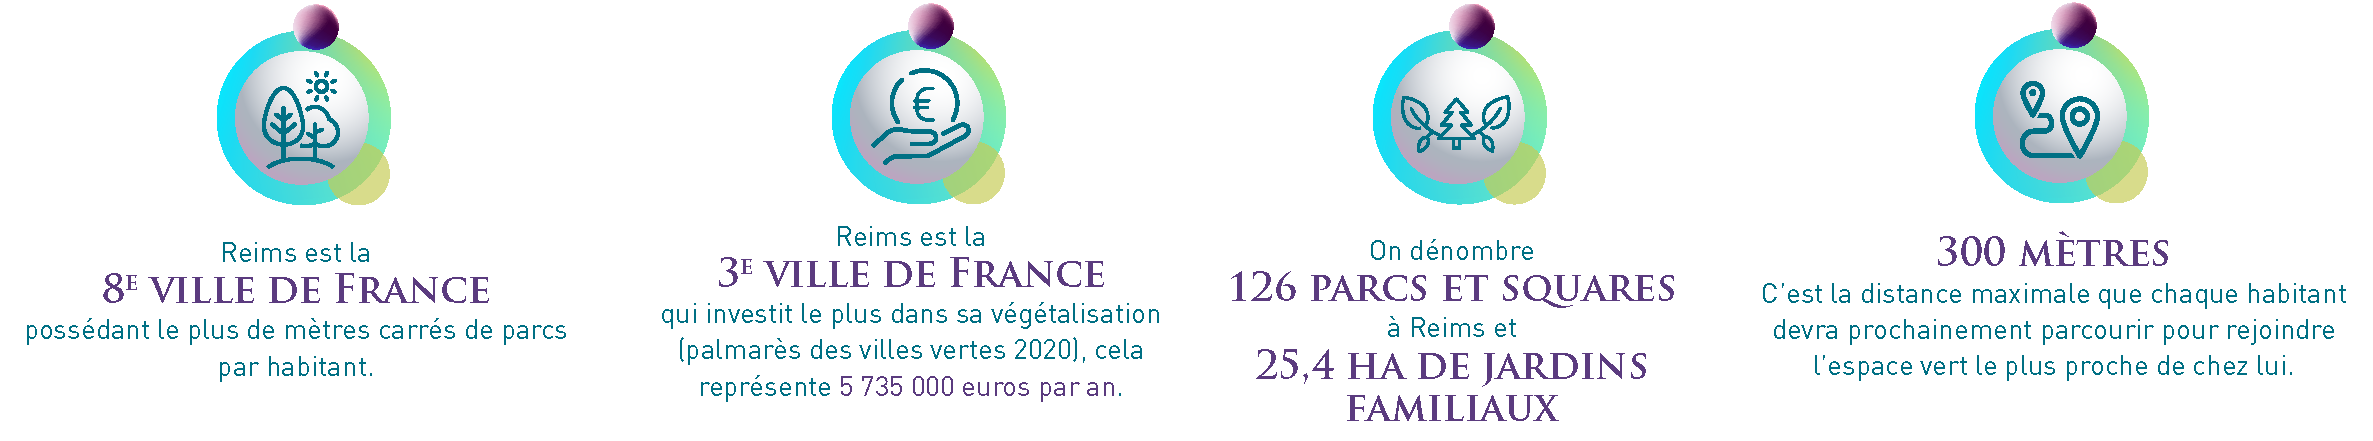 Reims est la
8E VILLE DE FRANCE
possédant le plus de mètres carrés de parcs
par habitant.
€
Reims est la
3E VILLE DE FRANCE
qui investit le plus dans sa végétalisation
(palmarès des villes vertes 2020), cela
représente 5 735 000 euros par an.
On dénombre
126 PARCS ET SQUARES
à Reims et
25,4 HA DE JARDINS
FAMILIAUX
300 MÈTRES
C’est la distance maximale que chaque habitant
devra prochainement parcourir pour rejoindre
l’espace vert le plus proche de chez lui.